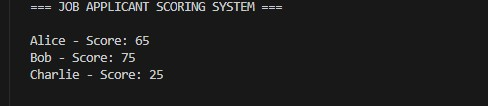 === JOB APPLICANT SCORING SYSTEM ===
Alice - Score: 65
Bob - Score: 75
Charlie - Score: 25